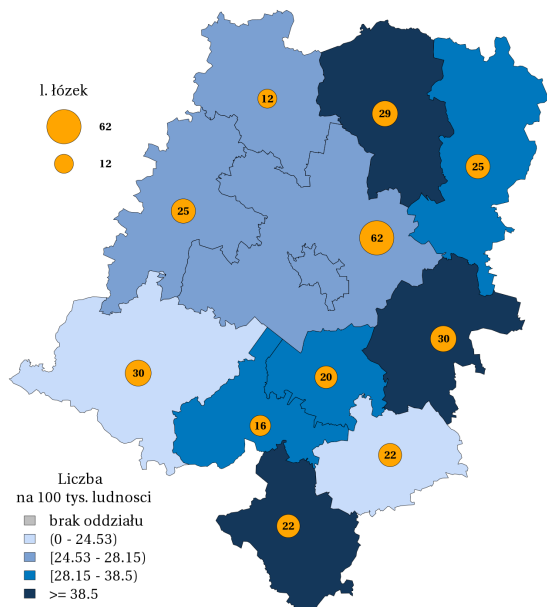 l. łózek
62
12
12
29
25
25
62
30
30
20
16
22
22
Liczba
na 100 tys. ludnosci
brak oddziału
(0 - 24.53)
[24.53 - 28.15)
[28.15 - 38.5)
>= 38.5